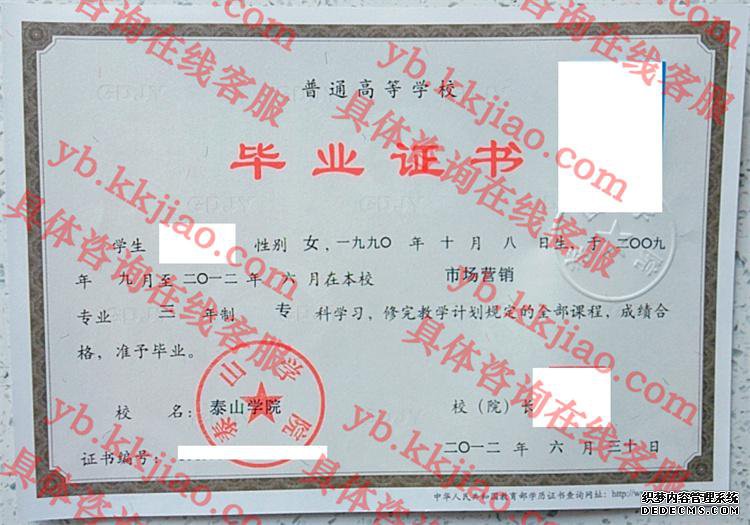 普通高等学校
毕业证书
学生 性别 女, 一九九〇 年 十 月 八 日生, 于 二〇〇九
年 九 月至 二〇一二 年 六 月在本校 市场营销
专业 三 年制 专 科学习, 修完教学计划规定的全部课程, 成绩合
格, 准予毕业。
校 名: 泰山学院 校（院）长
泰山学院
二〇一二 年 六 月 三十 日
证书编号:
中华人民共和国教育部学历证书查询网址: http://w
yb.kkjiao.com
具体咨询在线客服
织梦内容管理系统
DEDECMS.COM